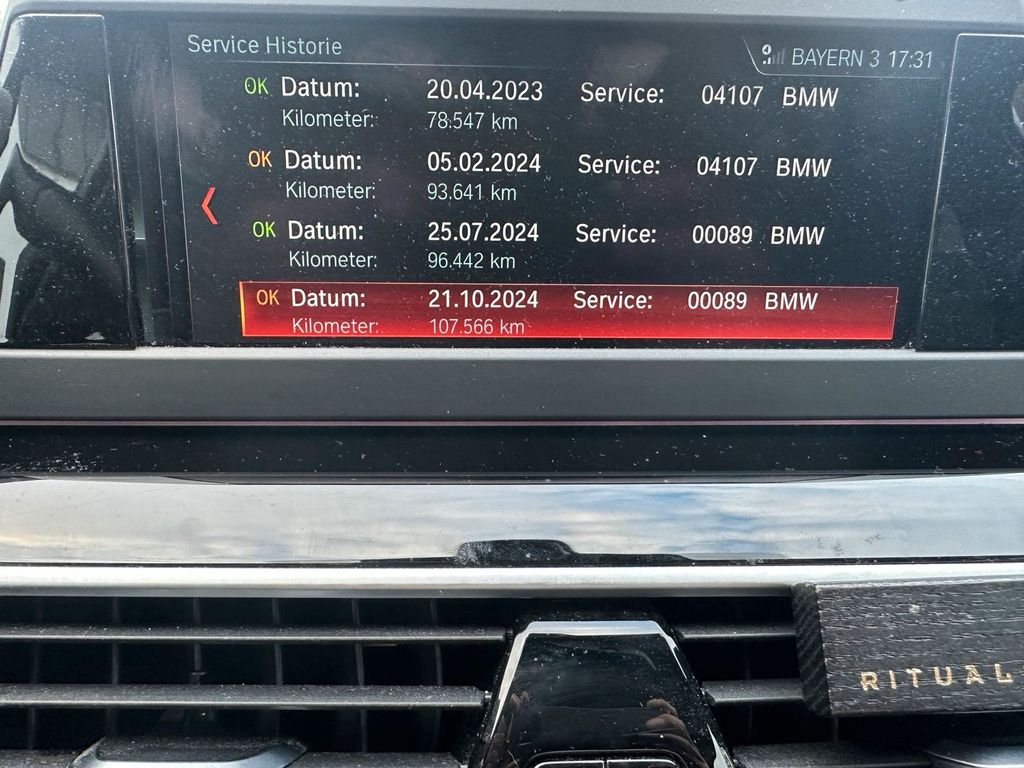 Service Historie
BAYERN 3 17:31
OK Datum: 20.04.2023 Service: 04107 BMW
Kilometer: 78.547 km
OK Datum: 05.02.2024 Service: 04107 BMW
Kilometer: 93.641 km
OK Datum: 25.07.2024 Service: 00089 BMW
Kilometer: 96.442 km
OK Datum: 21.10.2024 Service: 00089 BMW
Kilometer: 107.566 km
RITUAL